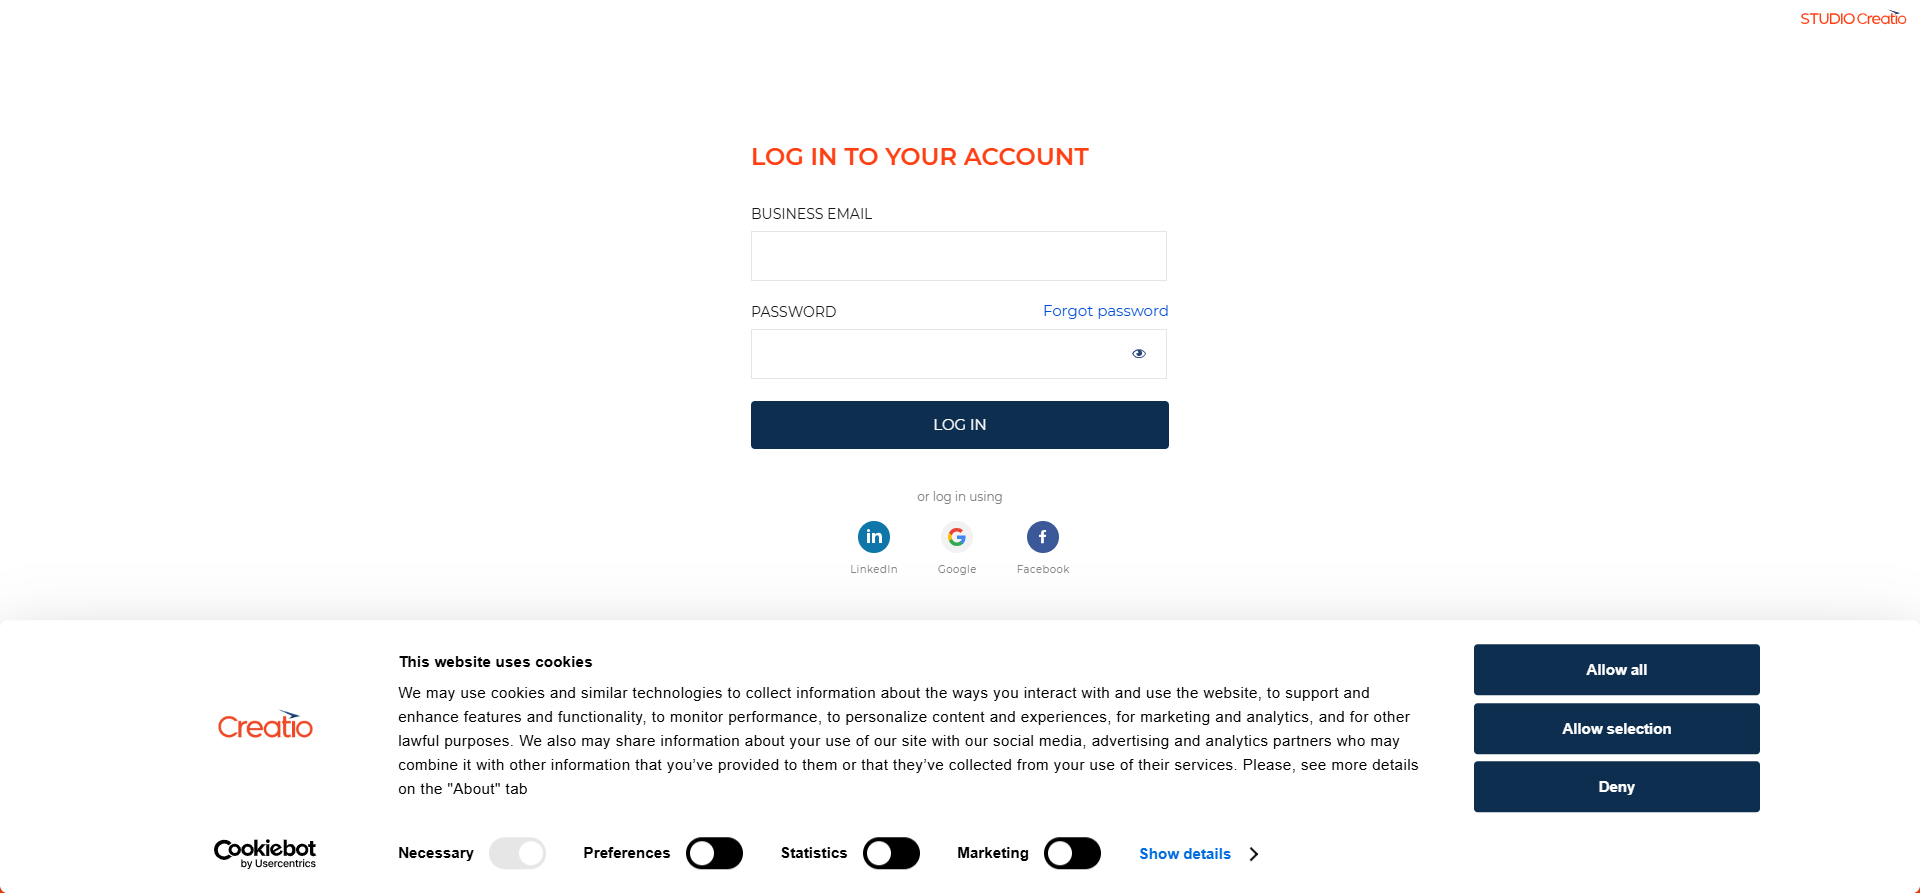 STUDIO Creatio
LOG IN TO YOUR ACCOUNT
BUSINESS EMAIL
PASSWORD
Forgot password
LOG IN
or log in using
in
G
f
LinkedIn
Google
Facebook
This website uses cookies
We may use cookies and similar technologies to collect information about the ways you interact with and use the website, to support and
enhance features and functionality, to monitor performance, to personalize content and experiences, for marketing and analytics, and for other
lawful purposes. We also may share information about your use of our site with our social media, advertising and analytics partners who may
combine it with other information that you’ve provided to them or that they’ve collected from your use of their services. Please, see more details
on the "About" tab
Creatio
Allow all
Allow selection
Deny
Cookiebot
by Usercentrics
Necessary
Preferences
Statistics
Marketing
Show details